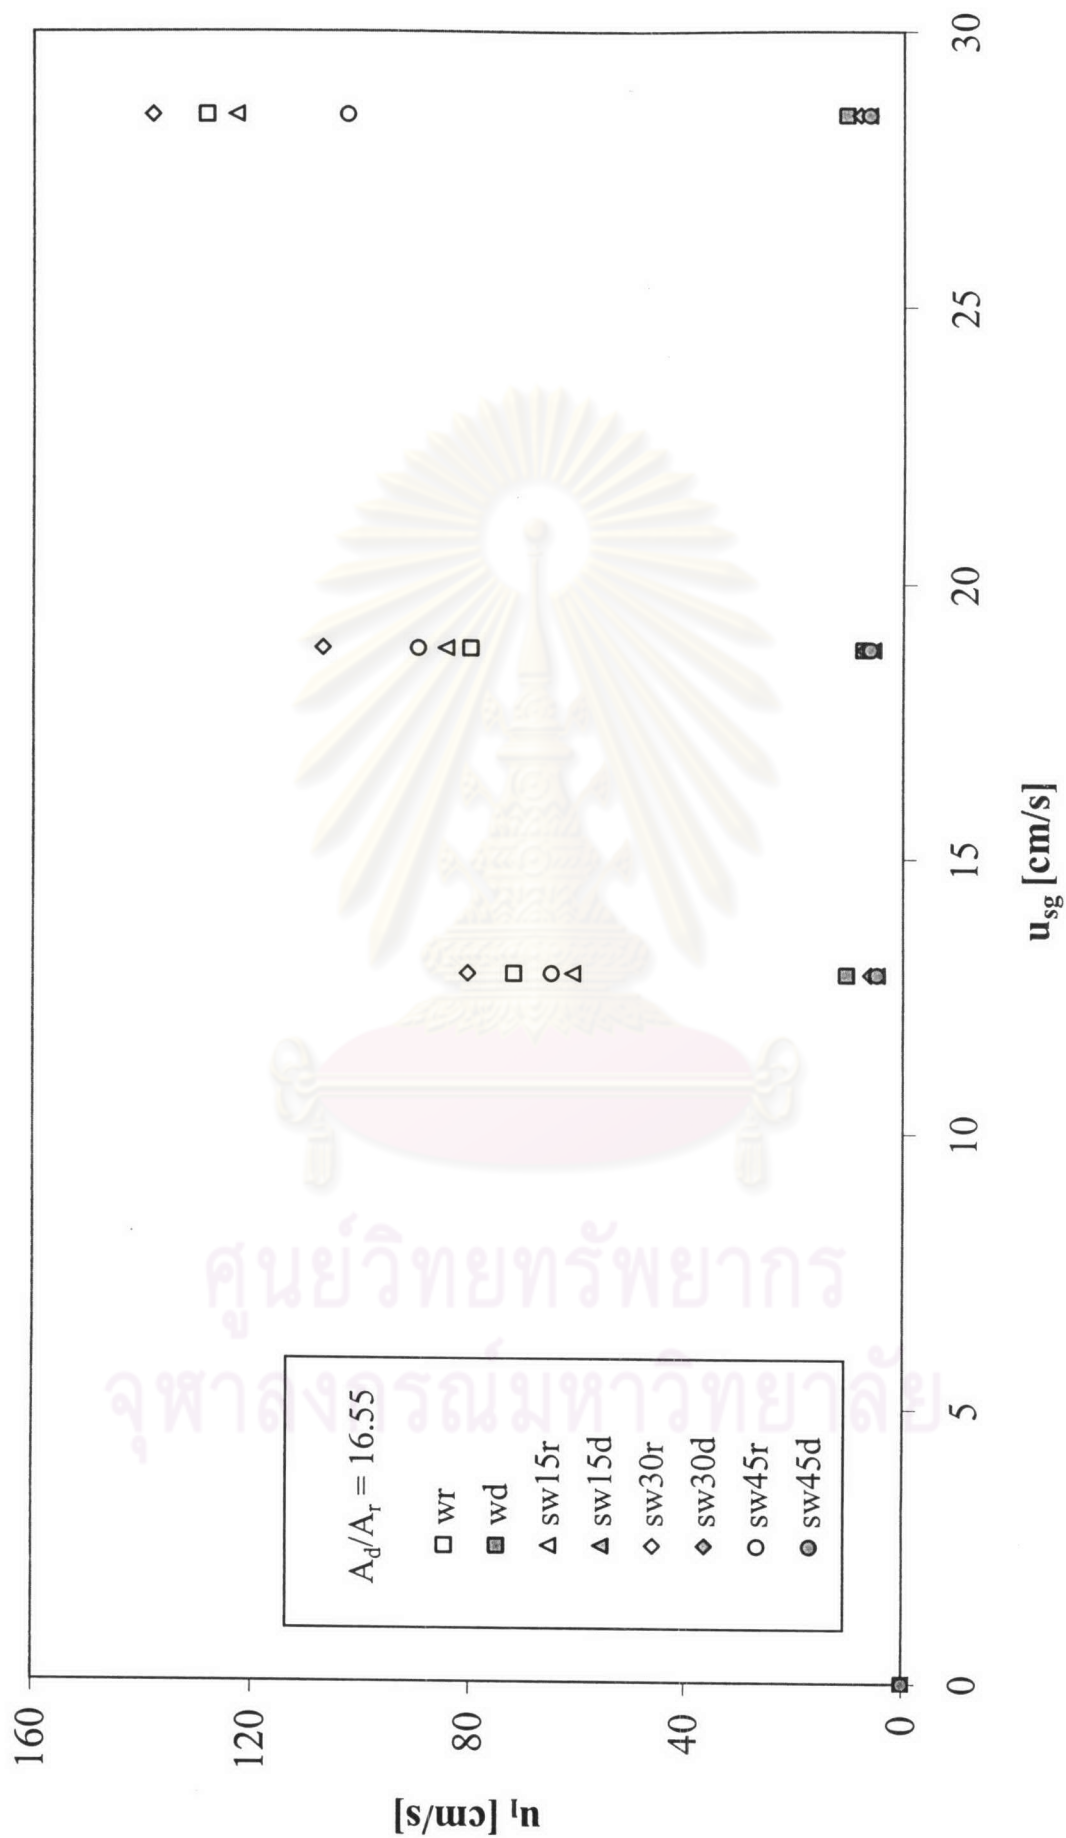 160
120
80
40
0
u_l [cm/s]
A_d/A_r = 16.55
wr
wd
sw15r
sw15d
sw30r
sw30d
sw45r
sw45d
0
5
10
15
20
25
30
u_sg [cm/s]
ศูนย์วิทยทรัพยากร
จุฬาลงกรณ์มหาวิทยาลัย